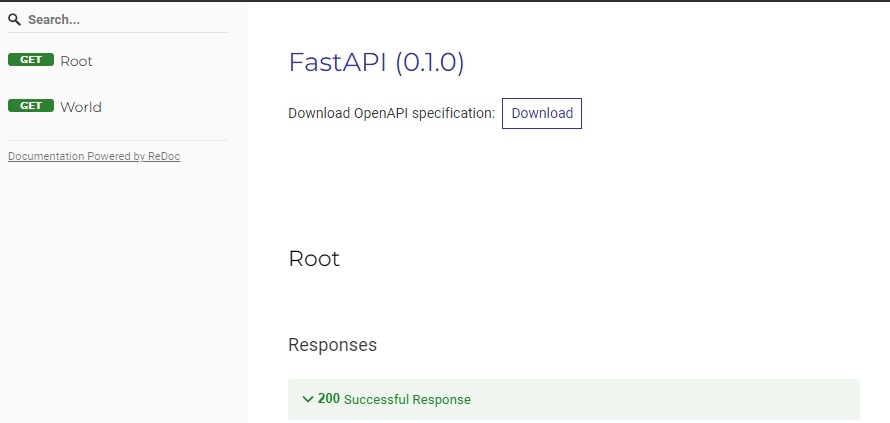 Search...
GET Root
GET World
Documentation Powered by ReDoc
FastAPI (0.1.0)
Download OpenAPI specification: Download
Root
Responses
200 Successful Response